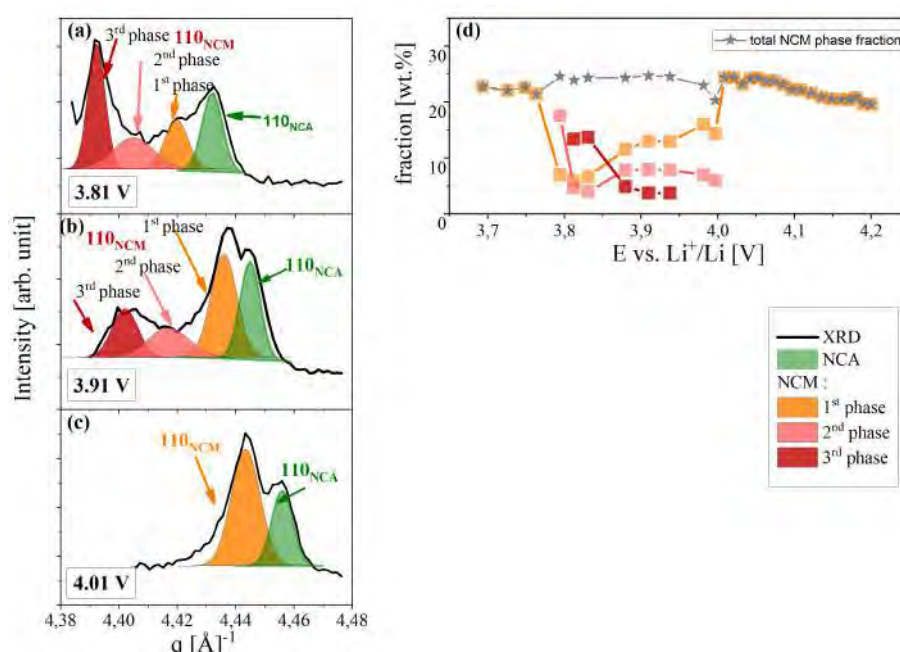 (a)
3rd phase 110NCM
2nd phase
1st phase
110NCA
3.81 V
(b)
1st phase
110NCM
2nd phase
110NCA
3rd phase
3.91 V
(c)
110NCM
110NCA
4.01 V
Intensity [arb. unit]
4,38 4,40 4,42 4,44 4,46 4,48
q [Å]-1
(d)
total NCM phase fraction
fraction [wt.%]
30
20
10
0
3,7 3,8 3,9 4,0 4,1 4,2
E vs. Li+/Li [V]
XRD
NCA
NCM :
1st phase
2nd phase
3rd phase